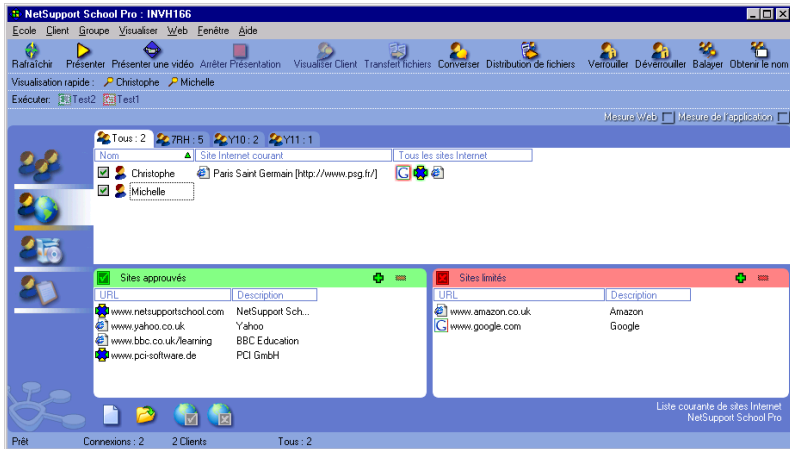 NetSupport School Pro : INVH166
Ecole Client Groupe Visualiser Web Fenêtre Aide
Rafraîchir Présenter Présenter une vidéo Arrêter Présentation Visualiser Client Transfert fichiers Converser Distribution de fichiers Verrouiller Déverrouiller Balayer Obtenir le nom
Visualisation rapide : Christophe Michelle
Exécuter: Test2 Test1
Mesure Web Mesure de l'application
Tous : 2 7RH : 5 Y10 : 2 Y11 : 1
Nom Site Internet courant Tous les sites Internet
Christophe Paris Saint Germain [http://www.psg.fr/]
Michelle
Sites approuvés Sites limités
URL Description URL Description
www.netsupportschool.com NetSupport Sch... www.amazon.co.uk Amazon
www.yahoo.co.uk Yahoo www.google.com Google
www.bbc.co.uk/learning BBC Education
www.pci-software.de PCI GmbH
Liste courante de sites Internet
NetSupport School Pro
Prêt Connexions : 2 2 Clients Tous : 2